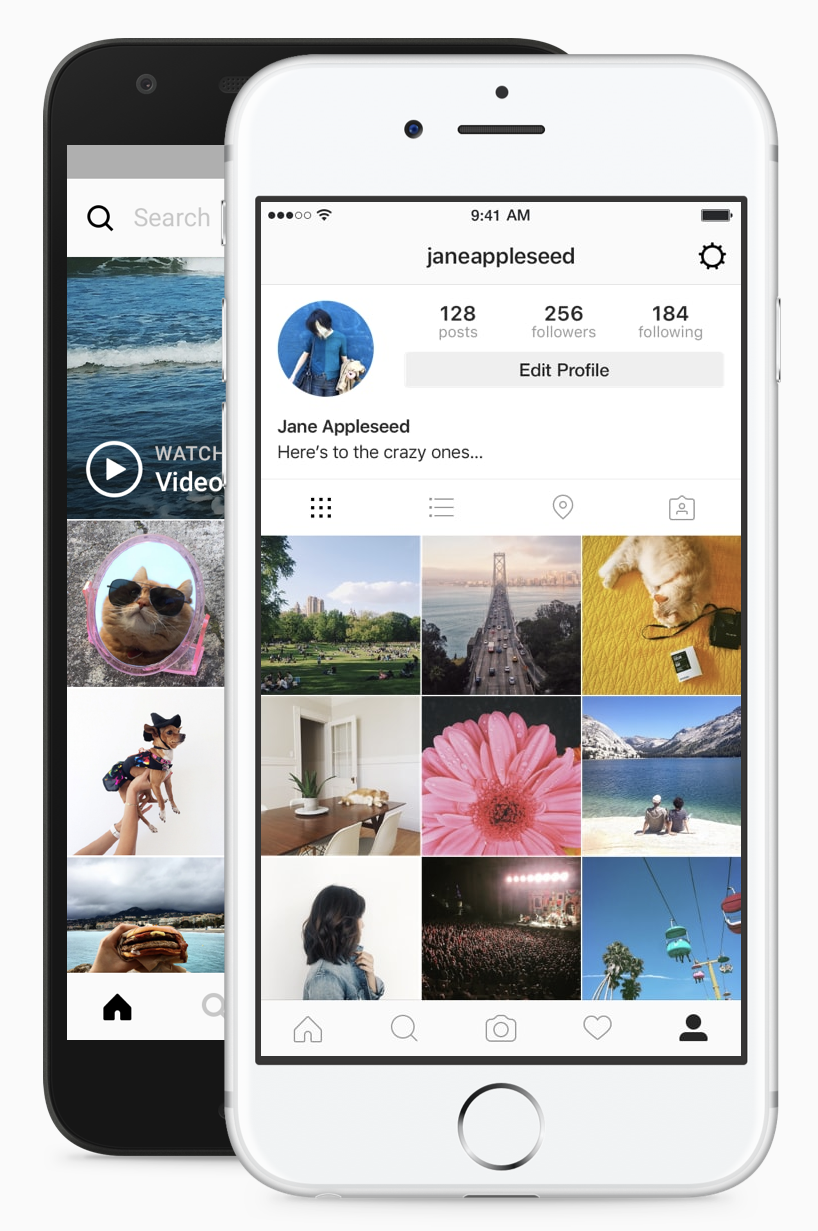 Search
WATCH
Video
9:41 AM
janeappleseed
128
posts
256
followers
184
following
Edit Profile
Jane Appleseed
Here’s to the crazy ones...